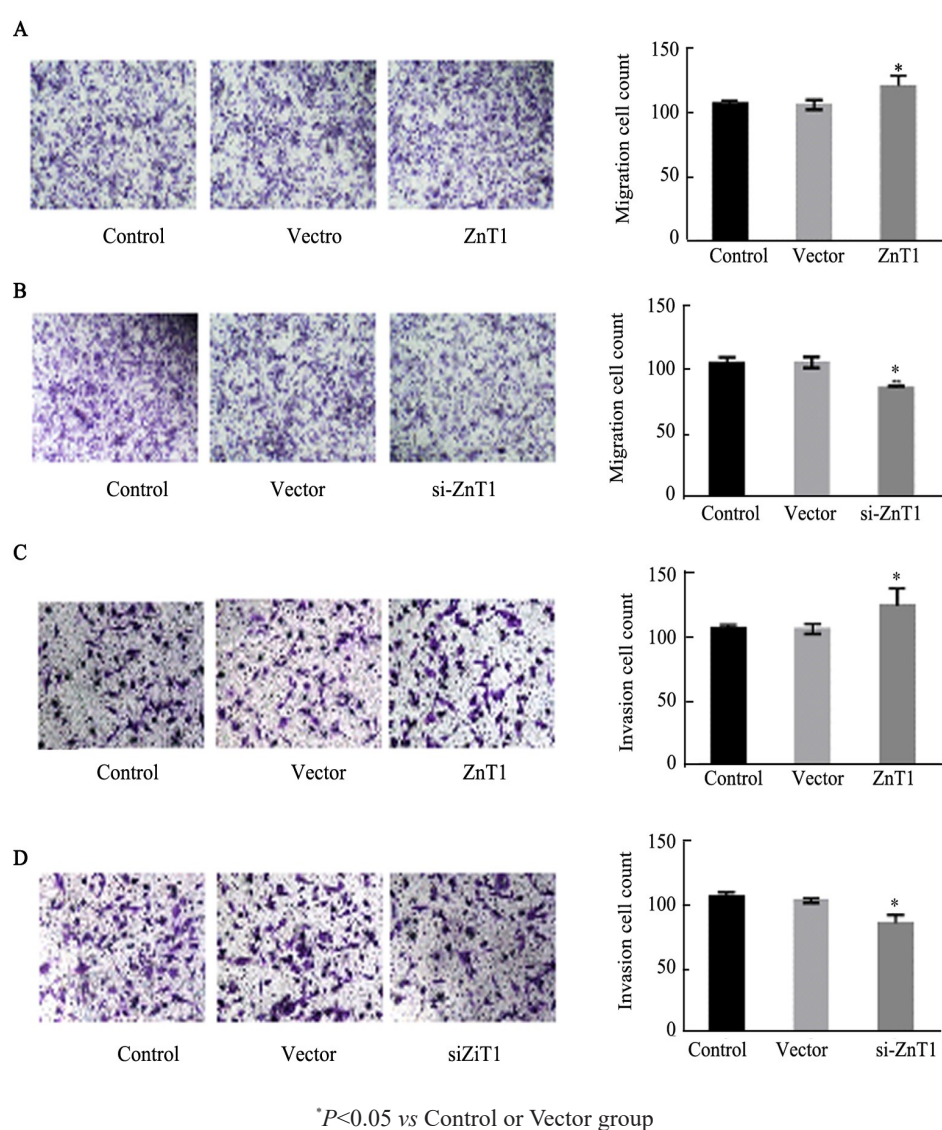 A
Control
Vectro
ZnT1
Migration cell count
150
100
50
0
Control
Vector
ZnT1
B
Control
Vector
si-ZnT1
Migration cell count
150
100
50
0
Control
Vector
si-ZnT1
C
Control
Vector
ZnT1
Invasion cell count
150
100
50
0
Control
Vector
ZnT1
*
*
*
D
Control
Vector
siZiT1
Invasion cell count
150
100
50
0
Control
Vector
si-ZnT1
*
*P<0.05 vs Control or Vector group